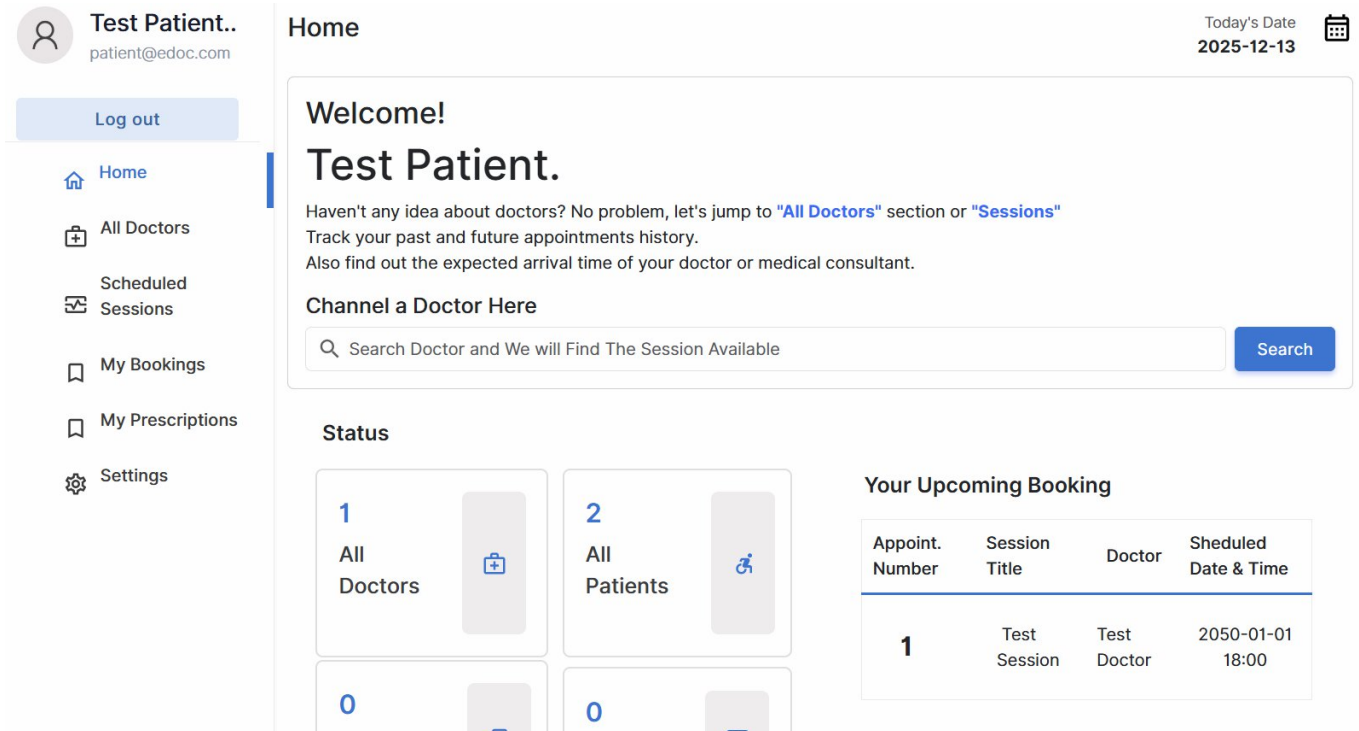 Test Patient..
patient@edoc.com
Log out
Home
All Doctors
Scheduled
Sessions
My Bookings
My Prescriptions
Settings
Home
Today's Date
2025-12-13
Welcome!
Test Patient.
Haven't any idea about doctors? No problem, let's jump to "All Doctors" section or "Sessions"
Track your past and future appointments history.
Also find out the expected arrival time of your doctor or medical consultant.
Channel a Doctor Here
Search Doctor and We will Find The Session Available
Search
Status
1
All
Doctors
2
All
Patients
0
0
Your Upcoming Booking
Appoint. Session Doctor Sheduled
Number Title Date & Time
1 Test Test 2050-01-01
Session Doctor 18:00